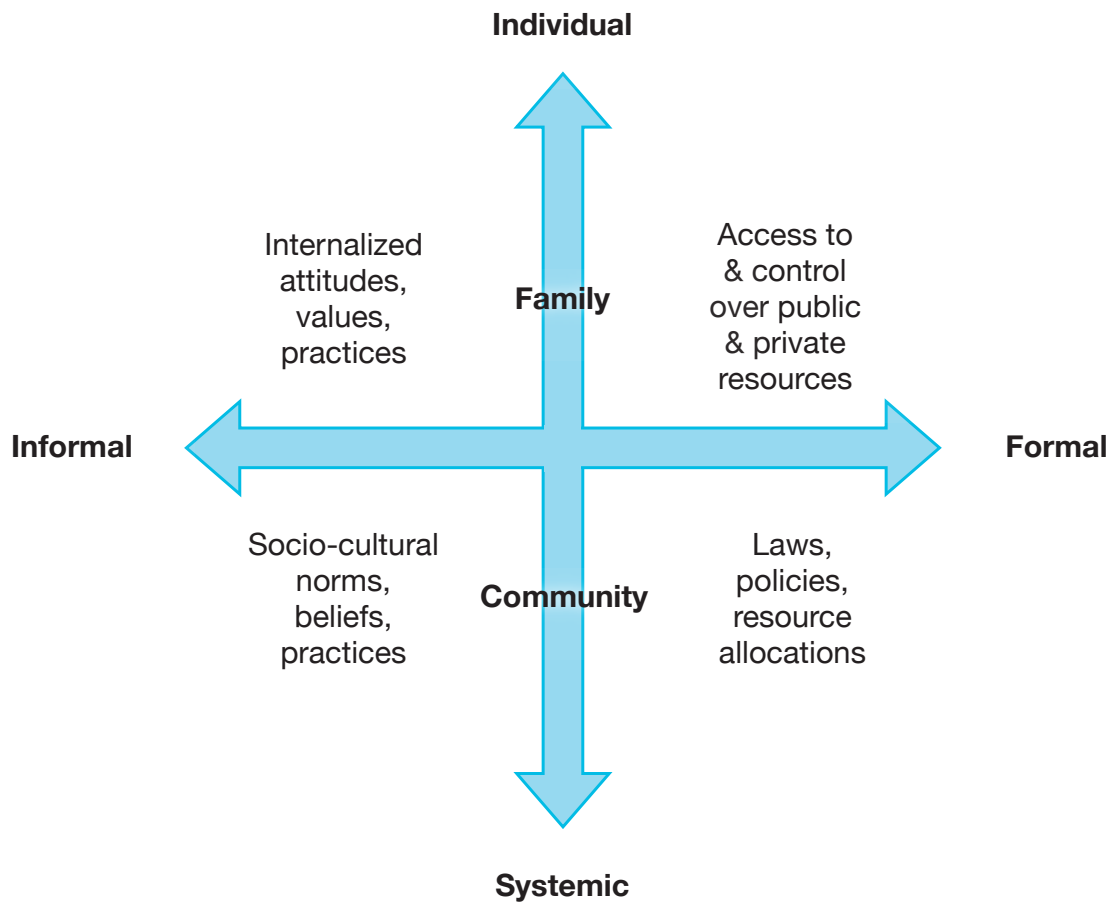 Individual
Internalized
attitudes,
values,
practices
Family
Access to
& control
over public
& private
resources
Informal
Formal
Socio-cultural
norms,
beliefs,
practices
Community
Laws,
policies,
resource
allocations
Systemic